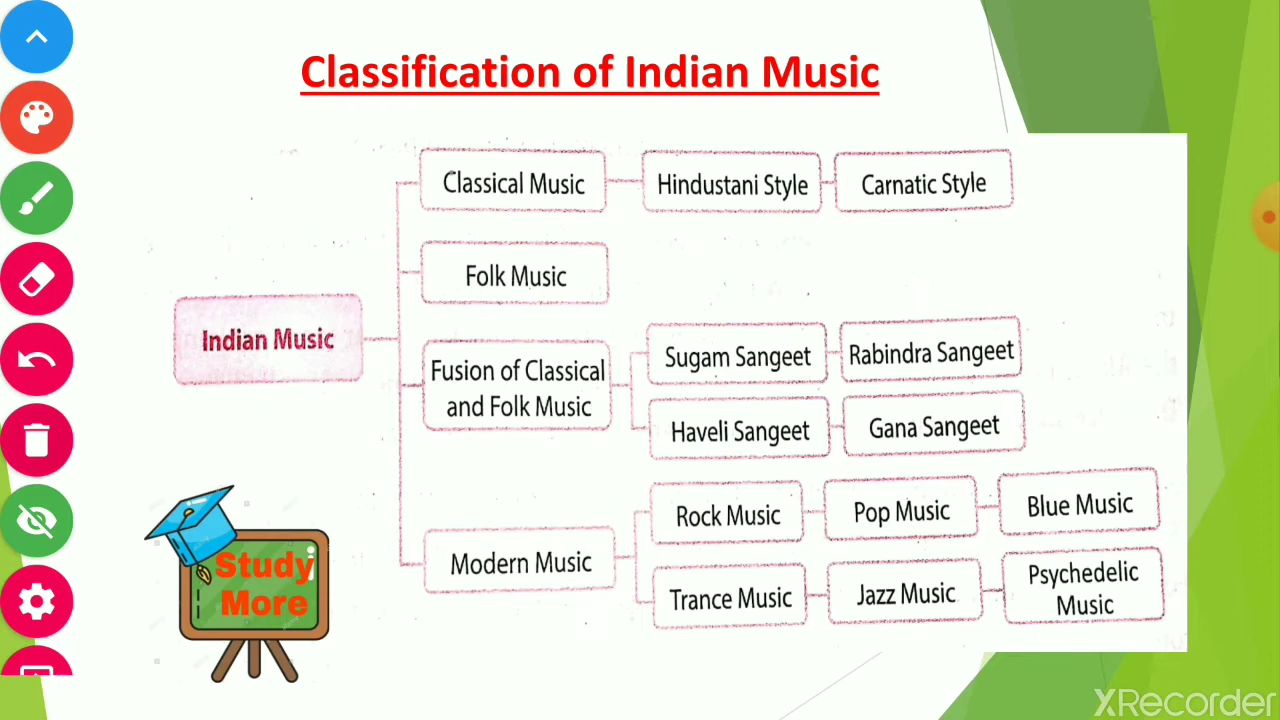 Classification of Indian Music
Classical Music
Hindustani Style
Carnatic Style
Folk Music
Indian Music
Fusion of Classical
and Folk Music
Sugam Sangeet
Rabindra Sangeet
Haveli Sangeet
Gana Sangeet
Modern Music
Rock Music
Pop Music
Blue Music
Trance Music
Jazz Music
Psychedelic
Music
Study
More
XRecorder